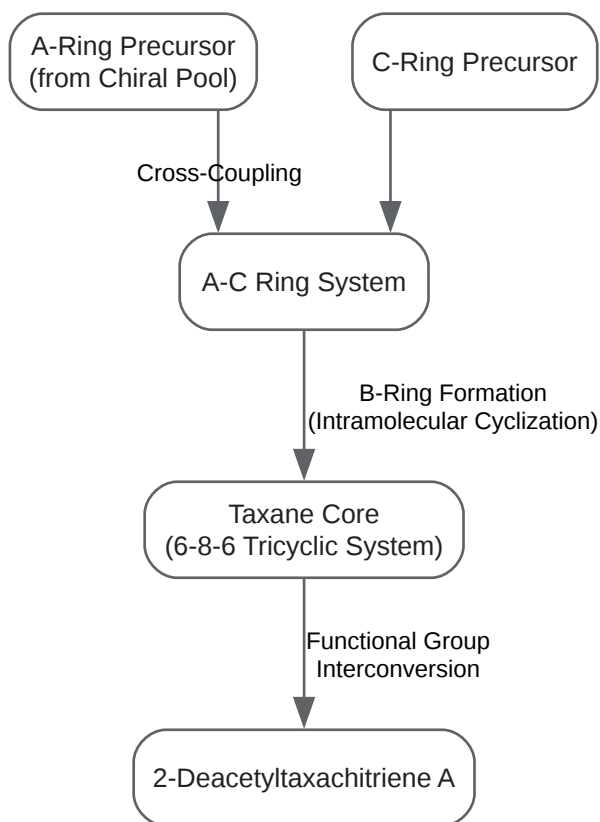 A-Ring Precursor
(from Chiral Pool)
C-Ring Precursor
Cross-Coupling
A-C Ring System
B-Ring Formation
(Intramolecular Cyclization)
Taxane Core
(6-8-6 Tricyclic System)
Functional Group
Interconversion
2-Deacetyltaxachitriene A